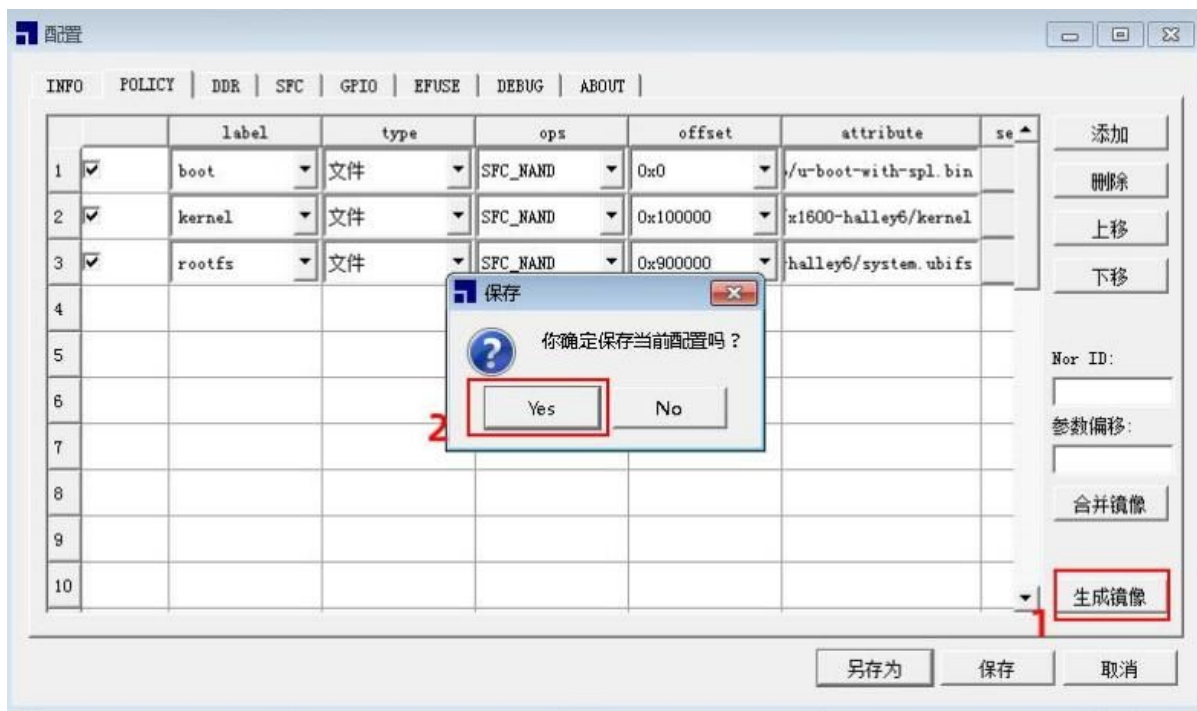 配置
INFO POLICY DDR SFC GPIO EFUSE DEBUG ABOUT
label type ops offset attribute se
添加
1 boot 文件 SFC_NAND 0x0 /u-boot-with-spl.bin
删除
2 kernel 文件 SFC_NAND 0x100000 x1600-halley6/kernel
上移
3 rootfs 文件 SFC_NAND 0x900000 halley6/system.ubifs
下移
保存
4
你确定保存当前配置吗？
5
Nor ID:
6
Yes No
2
参数偏移:
7
8
合并镜像
9
10
生成镜像
1
另存为 保存 取消